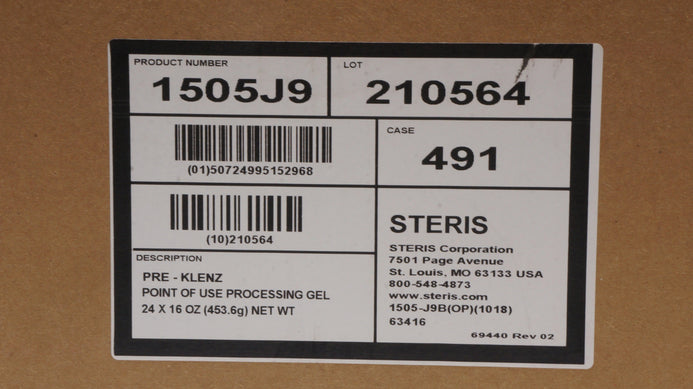 PRODUCT NUMBER
1505J9
LOT
210564
(01)50724995152968
CASE
491
(10)210564
DESCRIPTION
PRE - KLENZ
POINT OF USE PROCESSING GEL
24 X 16 OZ (453.6g) NET WT
STERIS
STERIS Corporation
7501 Page Avenue
St. Louis, MO 63133 USA
800-548-4873
www.steris.com
1505-J9B(OP)(1018)
63416
69440 Rev 02